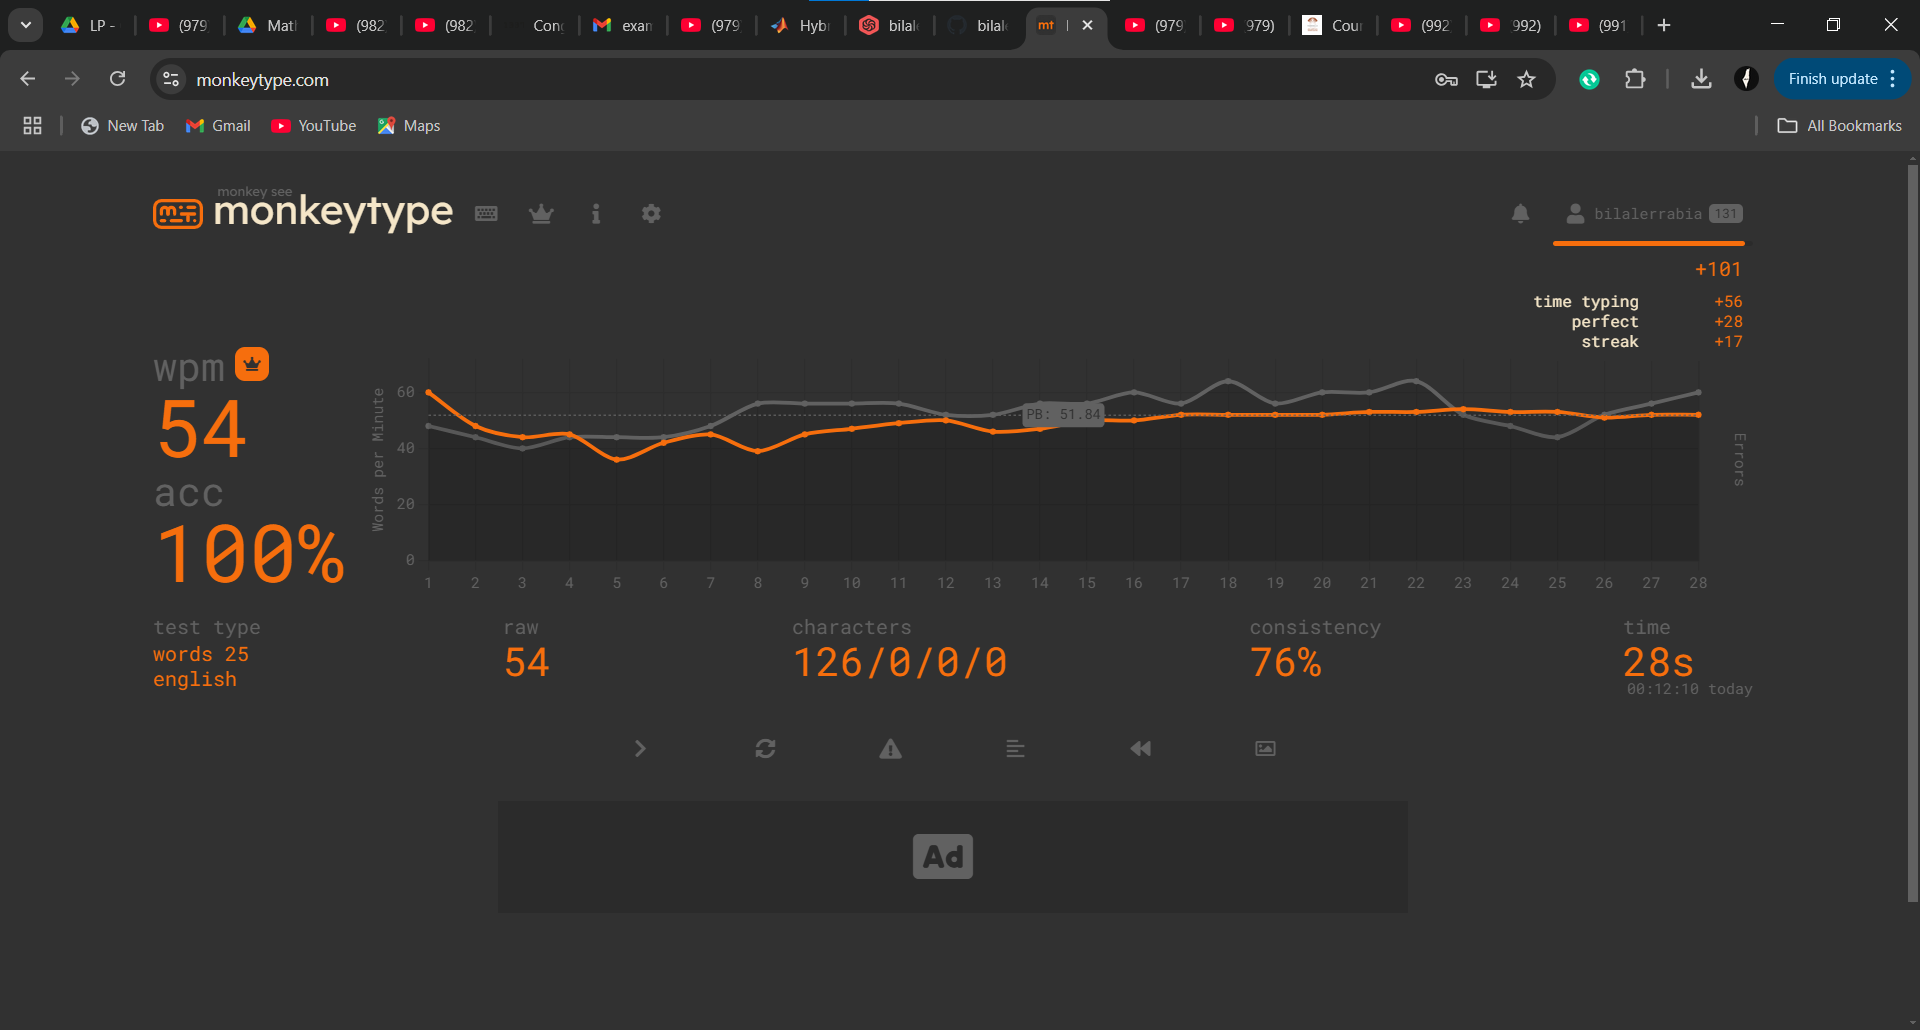 LP - (979 Math (982 (982 Con exam (979 Hyb bilale bilale mt (979 979) Cour (992 992) (991
monkeytype.com Finish update
New Tab Gmail YouTube Maps All Bookmarks
monkey see
monkeytype bilalerrabia 131
+101
time typing +56
perfect +28
streak +17
wpm
54
acc
100%
Words per Minute
60
40
20
0
PB: 51.84
Errors
1 2 3 4 5 6 7 8 9 10 11 12 13 14 15 16 17 18 19 20 21 22 23 24 25 26 27 28
test type
words 25
english
raw
54
characters
126/0/0/0
consistency
76%
time
28s
00:12:10 today
Ad